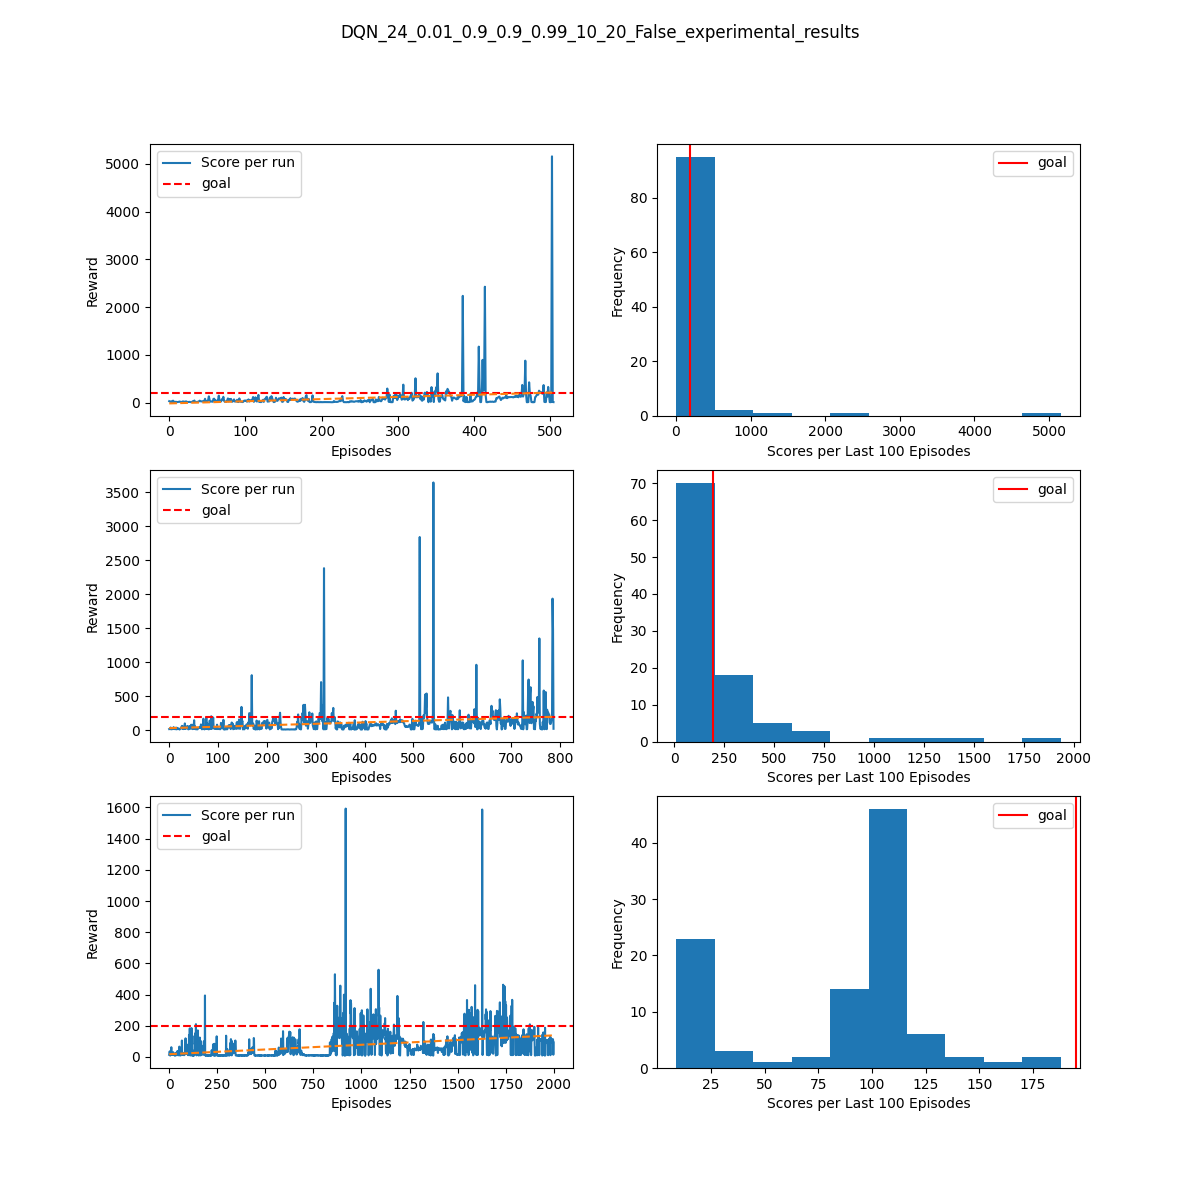 DQN_24_0.01_0.9_0.9_0.99_10_20_False_experimental_results
Score per run
goal
5000
4000
3000
2000
1000
0
Reward
0 100 200 300 400 500
Episodes
goal
80
60
40
20
0
Frequency
0 1000 2000 3000 4000 5000
Scores per Last 100 Episodes
Score per run
goal
3500
3000
2500
2000
1500
1000
500
0
Reward
0 100 200 300 400 500 600 700 800
Episodes
goal
70
60
50
40
30
20
10
0
Frequency
0 250 500 750 1000 1250 1500 1750 2000
Scores per Last 100 Episodes
Score per run
goal
1600
1400
1200
1000
800
600
400
200
0
Reward
0 250 500 750 1000 1250 1500 1750 2000
Episodes
goal
40
30
20
10
0
Frequency
25 50 75 100 125 150 175
Scores per Last 100 Episodes